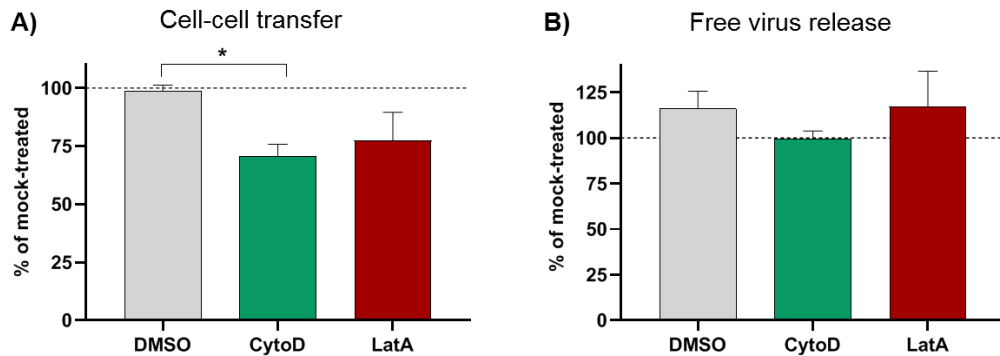 A)
Cell-cell transfer
*
% of mock-treated
100
75
50
25
0
DMSO
CytoD
LatA
B)
Free virus release
% of mock-treated
125
100
75
50
25
0
DMSO
CytoD
LatA